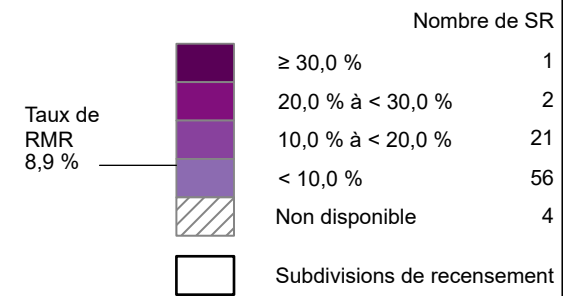 Nombre de SR
≥ 30,0 % 1
20,0 % à < 30,0 % 2
10,0 % à < 20,0 % 21
< 10,0 % 56
Non disponible 4
Taux de
RMR
8,9 %
Subdivisions de recensement